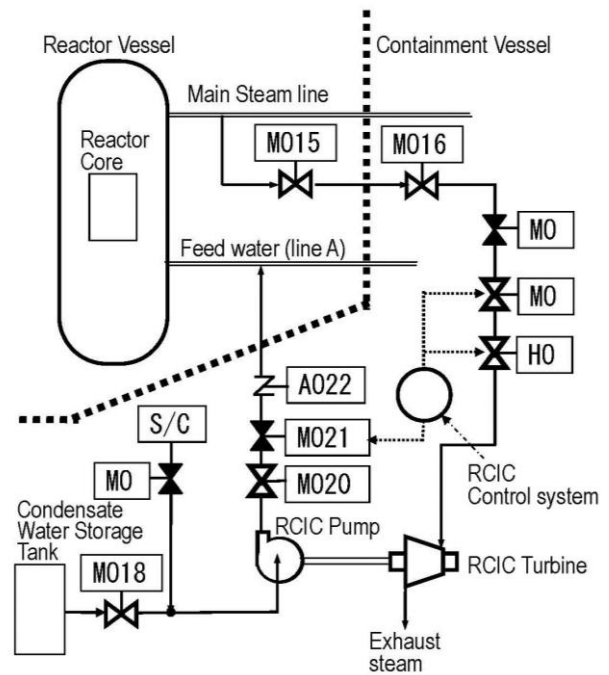 Reactor Vessel
Containment Vessel
Main Steam line
MO15
MO16
Reactor
Core
MO
Feed water (line A)
MO
HO
AO22
S/C
MO21
MO
MO20
RCIC
Control system
Condensate
Water Storage
Tank
RCIC Pump
MO18
RCIC Turbine
Exhaust
steam